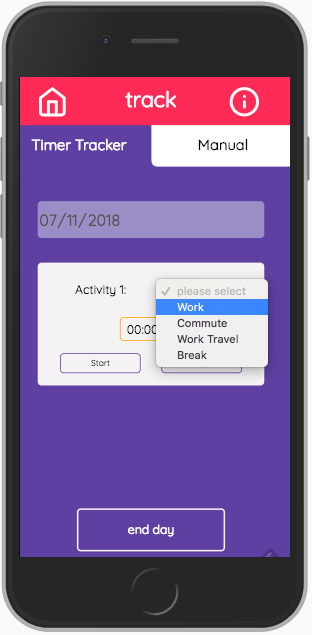 track
Timer Tracker Manual
07/11/2018
Activity 1:
please select
Work
Commute
Work Travel
Break
00:00
Start
end day